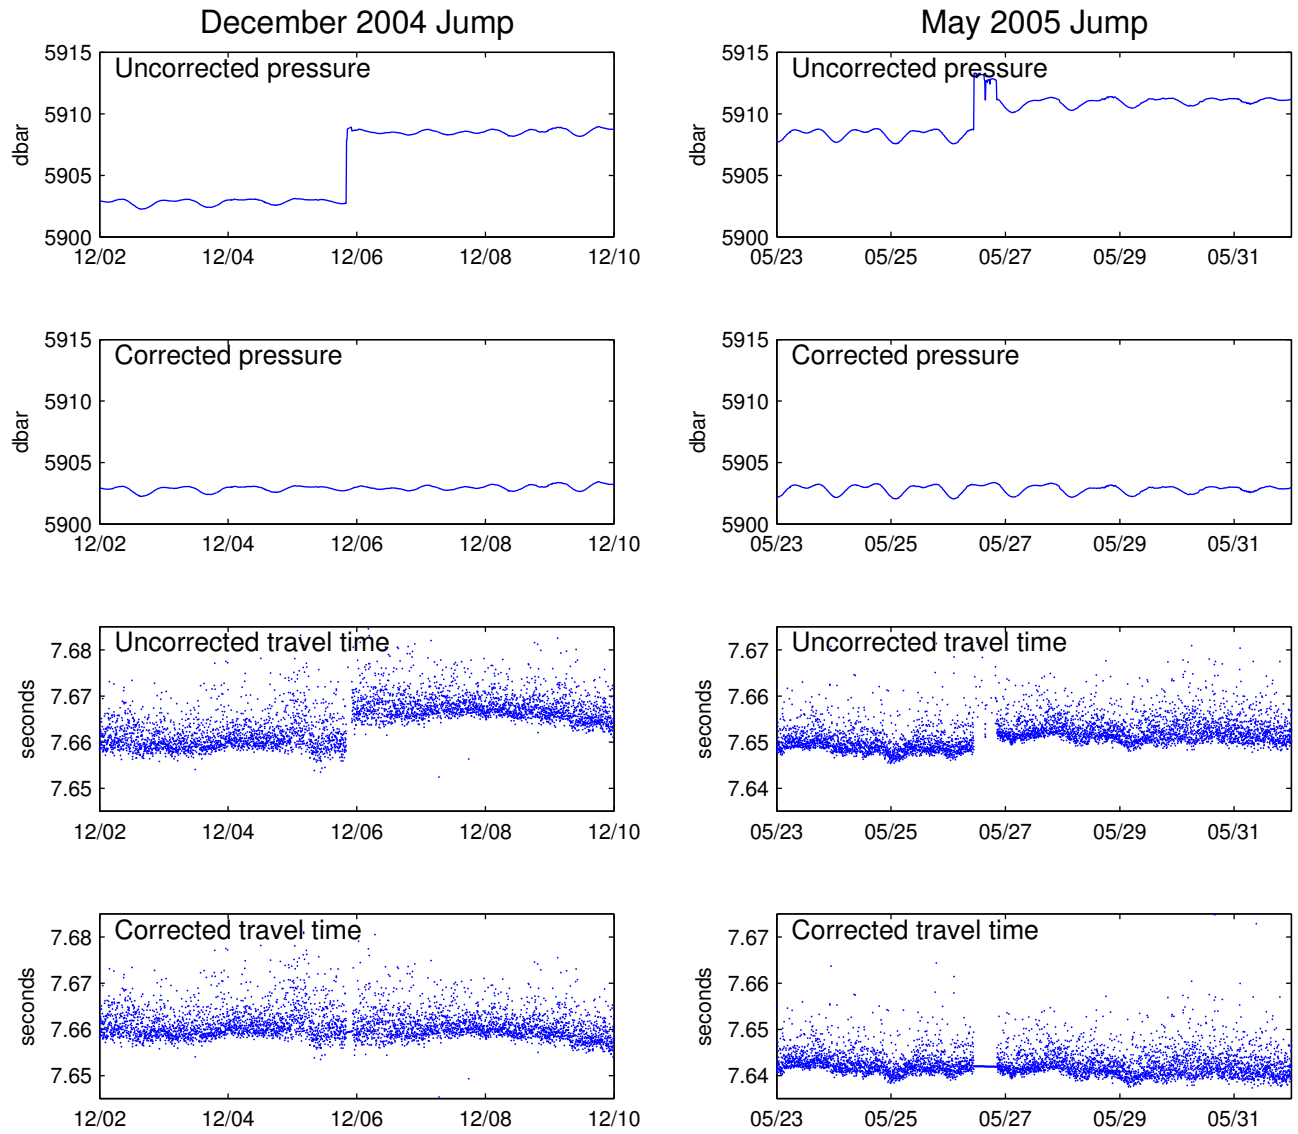 December 2004 Jump
May 2005 Jump
Uncorrected pressure
5915
5910
5905
5900
dbar
12/02 12/04 12/06 12/08 12/10
Uncorrected pressure
5915
5910
5905
5900
dbar
05/23 05/25 05/27 05/29 05/31
Corrected pressure
5915
5910
5905
5900
dbar
12/02 12/04 12/06 12/08 12/10
Corrected pressure
5915
5910
5905
5900
dbar
05/23 05/25 05/27 05/29 05/31
Uncorrected travel time
7.68
7.67
7.66
7.65
seconds
12/02 12/04 12/06 12/08 12/10
Uncorrected travel time
7.67
7.66
7.65
7.64
seconds
05/23 05/25 05/27 05/29 05/31
Corrected travel time
7.68
7.67
7.66
7.65
seconds
12/02 12/04 12/06 12/08 12/10
Corrected travel time
7.67
7.66
7.65
7.64
seconds
05/23 05/25 05/27 05/29 05/31